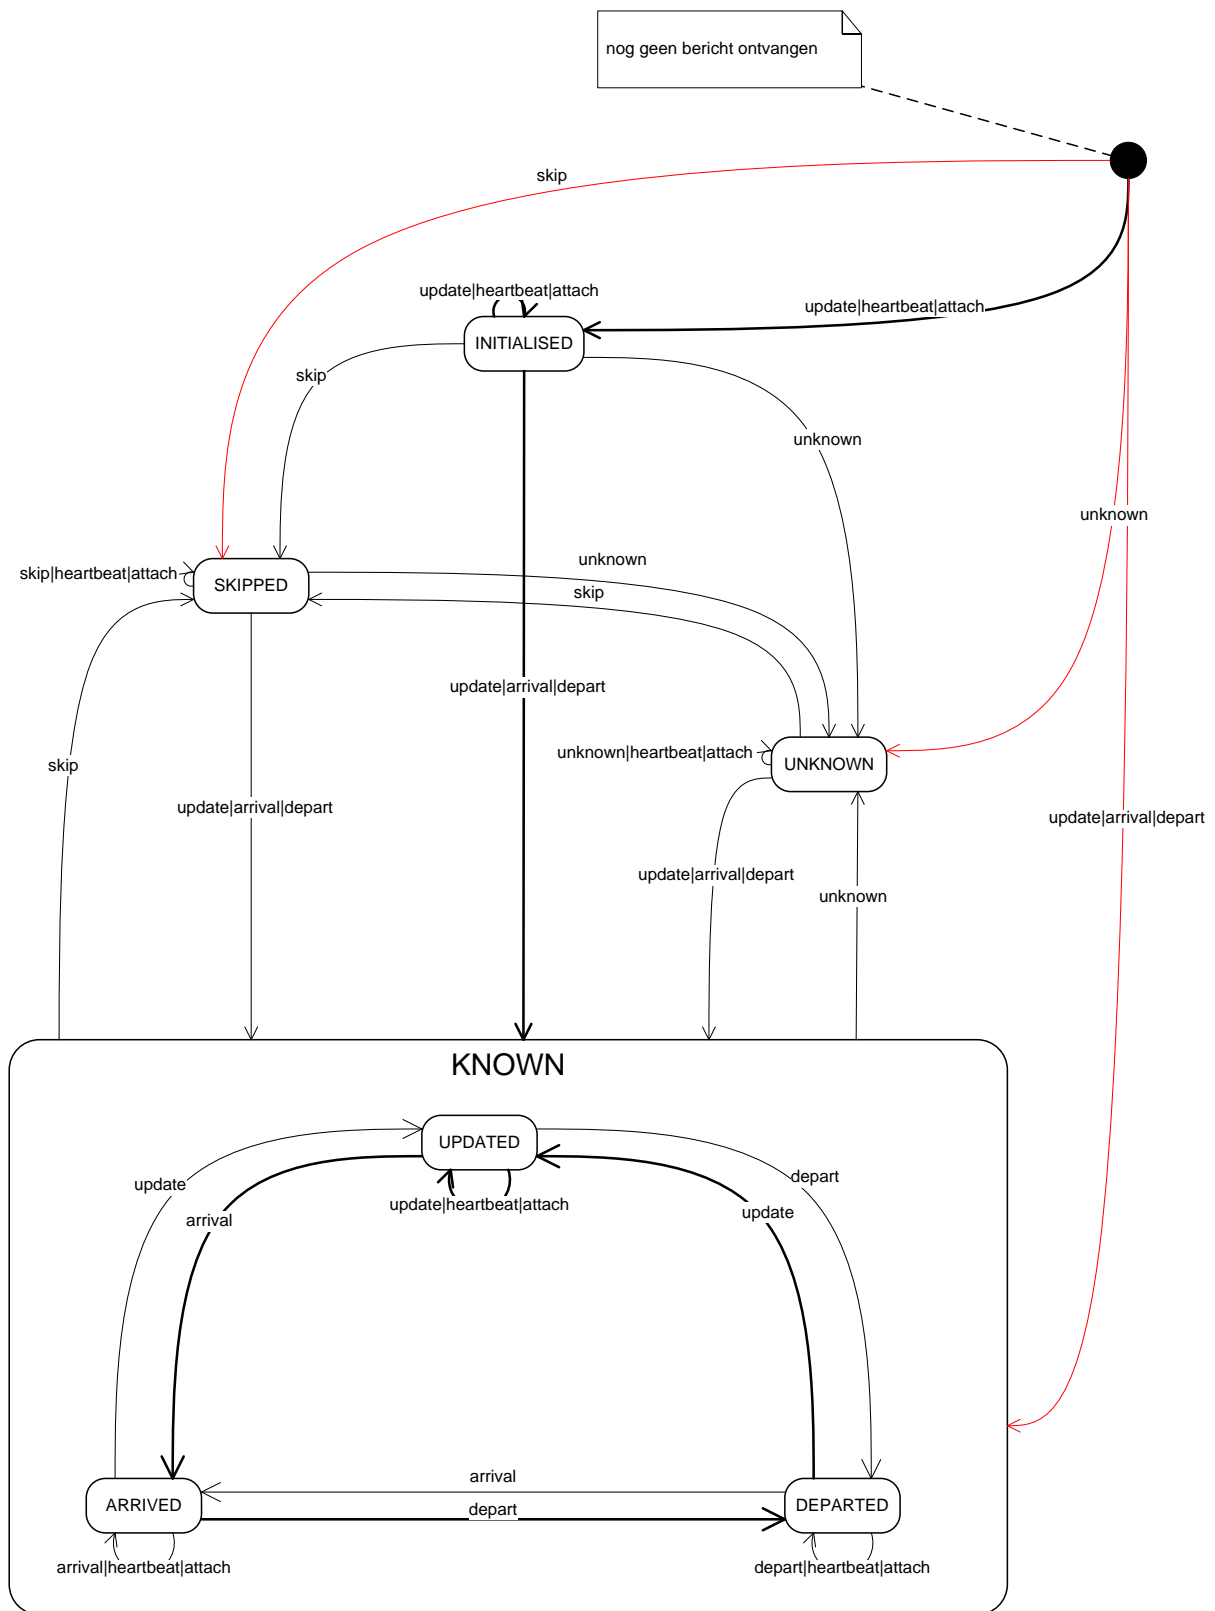 nog geen bericht ontvangen
skip
update|heartbeat|attach
update|heartbeat|attach
INITIALISED
skip
unknown
unknown
unknown
skip|heartbeat|attach
SKIPPED
skip
update|arrival|depart
unknown|heartbeat|attach
UNKNOWN
skip
update|arrival|depart
update|arrival|depart
update|arrival|depart
unknown
KNOWN
UPDATED
depart
update
update|heartbeat|attach
arrival
update
arrival
ARRIVED
DEPARTED
depart
arrival|heartbeat|attach
depart|heartbeat|attach